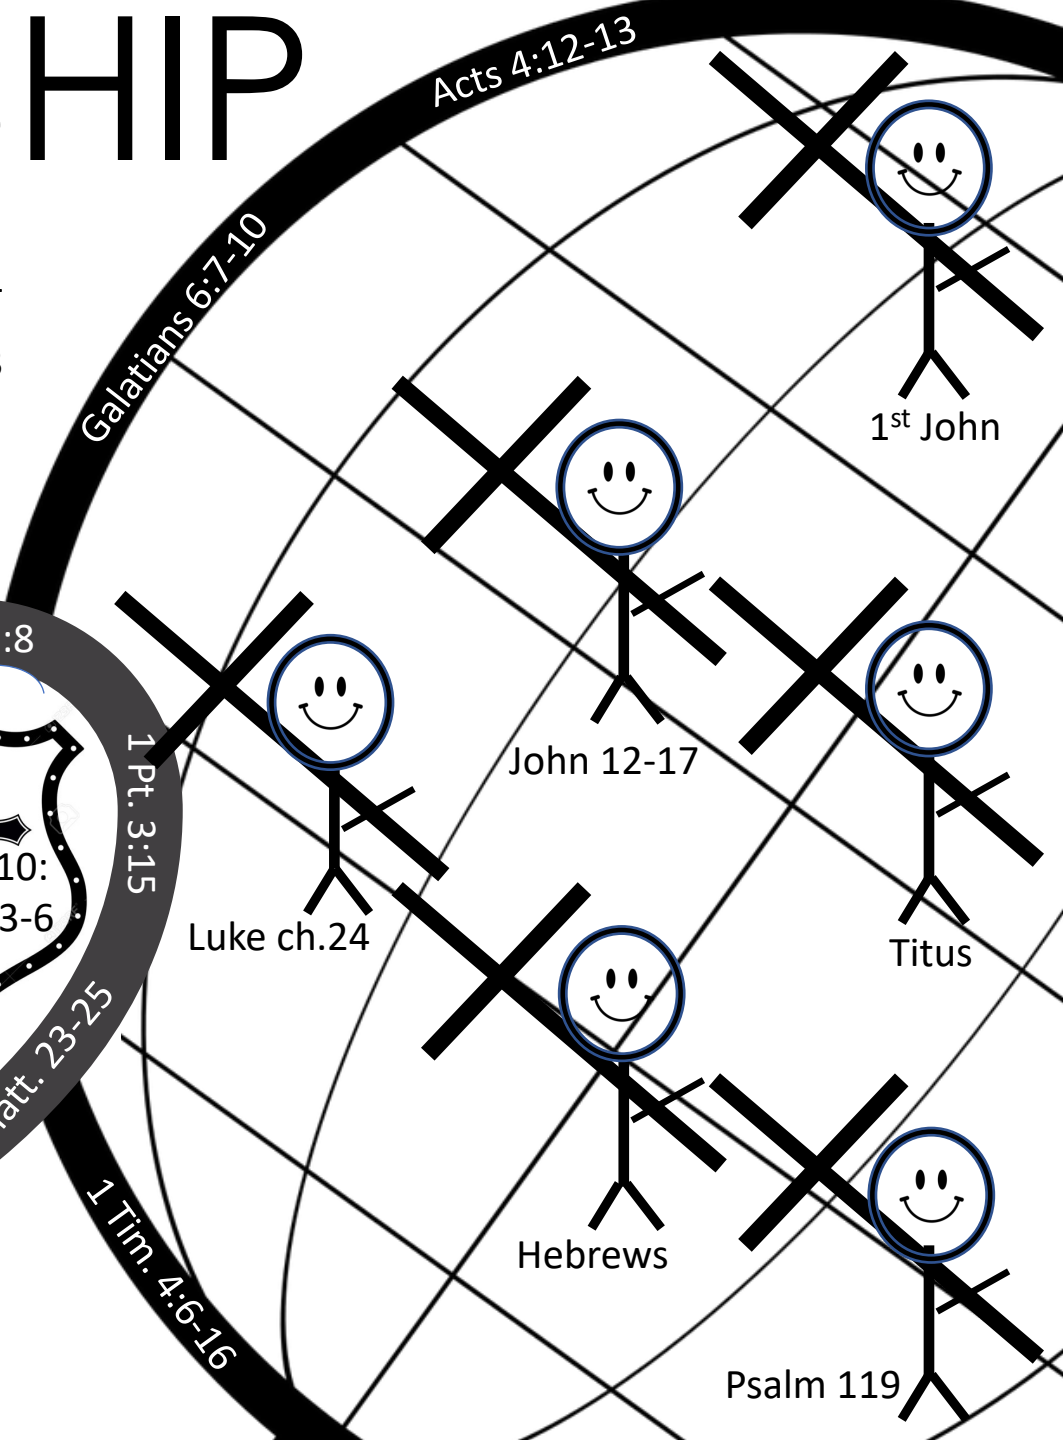 HIP
Acts 4:12-13
Galatians 6:7-10
1st John
:8
1 Pt. 3:15
John 12-17
10:
3-6
Luke ch.24
Titus
att. 23-25
1 Tim. 4:6-16
Hebrews
Psalm 119